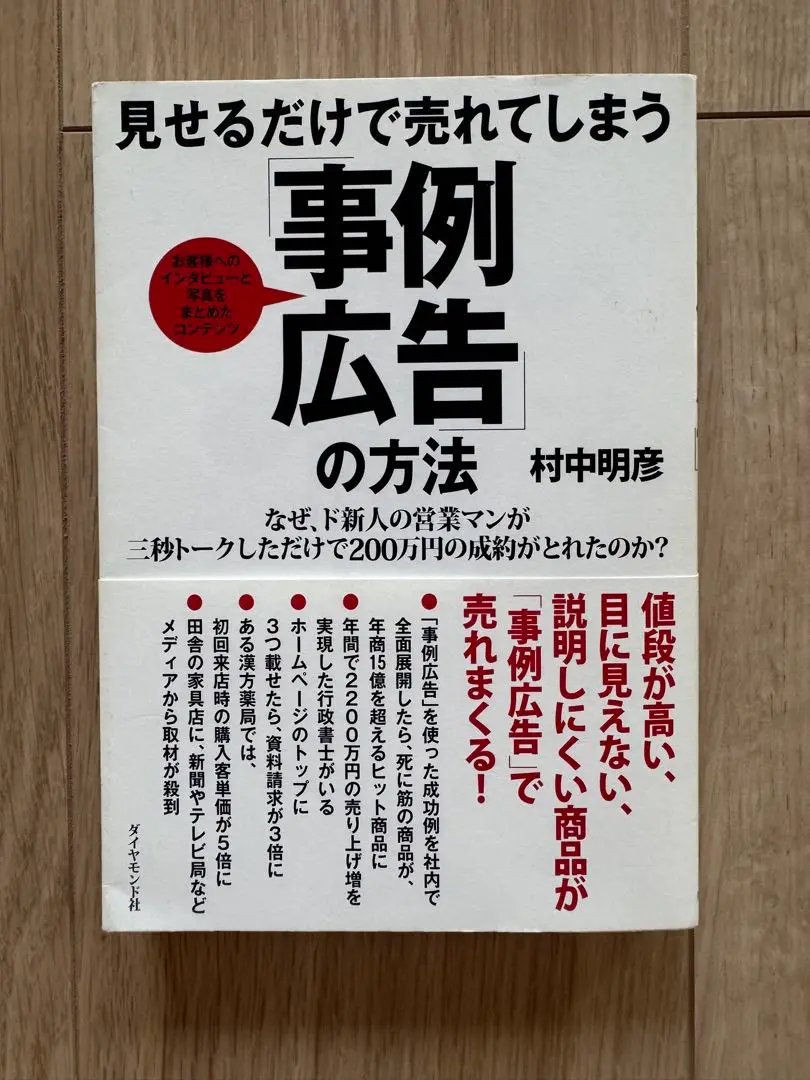 見せるだけで売れてしまう
「事例
広告」
の方法
村中明彦
お客様への
インタビューと
写真を
まとめた
コンテンツ
なぜ、ド新人の営業マンが
三秒トークしただけで200万円の成約がとれたのか?
値段が高い、
目に見えない、
説明しにくい商品が
「事例広告」で
売れまくる!
●「事例広告」を使った成功例を社内で
全面展開したら、死に筋の商品が、
年商15億を超えるヒット商品に
●年間で2200万円の売り上げ増を
実現した行政書士がいる
●ホームページのトップに
3つ載せたら、資料請求が3倍に
●ある漢方薬局では、
初回来店時の購入客単価が5倍に
●田舎の家具店に、新聞やテレビ局など
メディアから取材が殺到
ダイヤモンド社